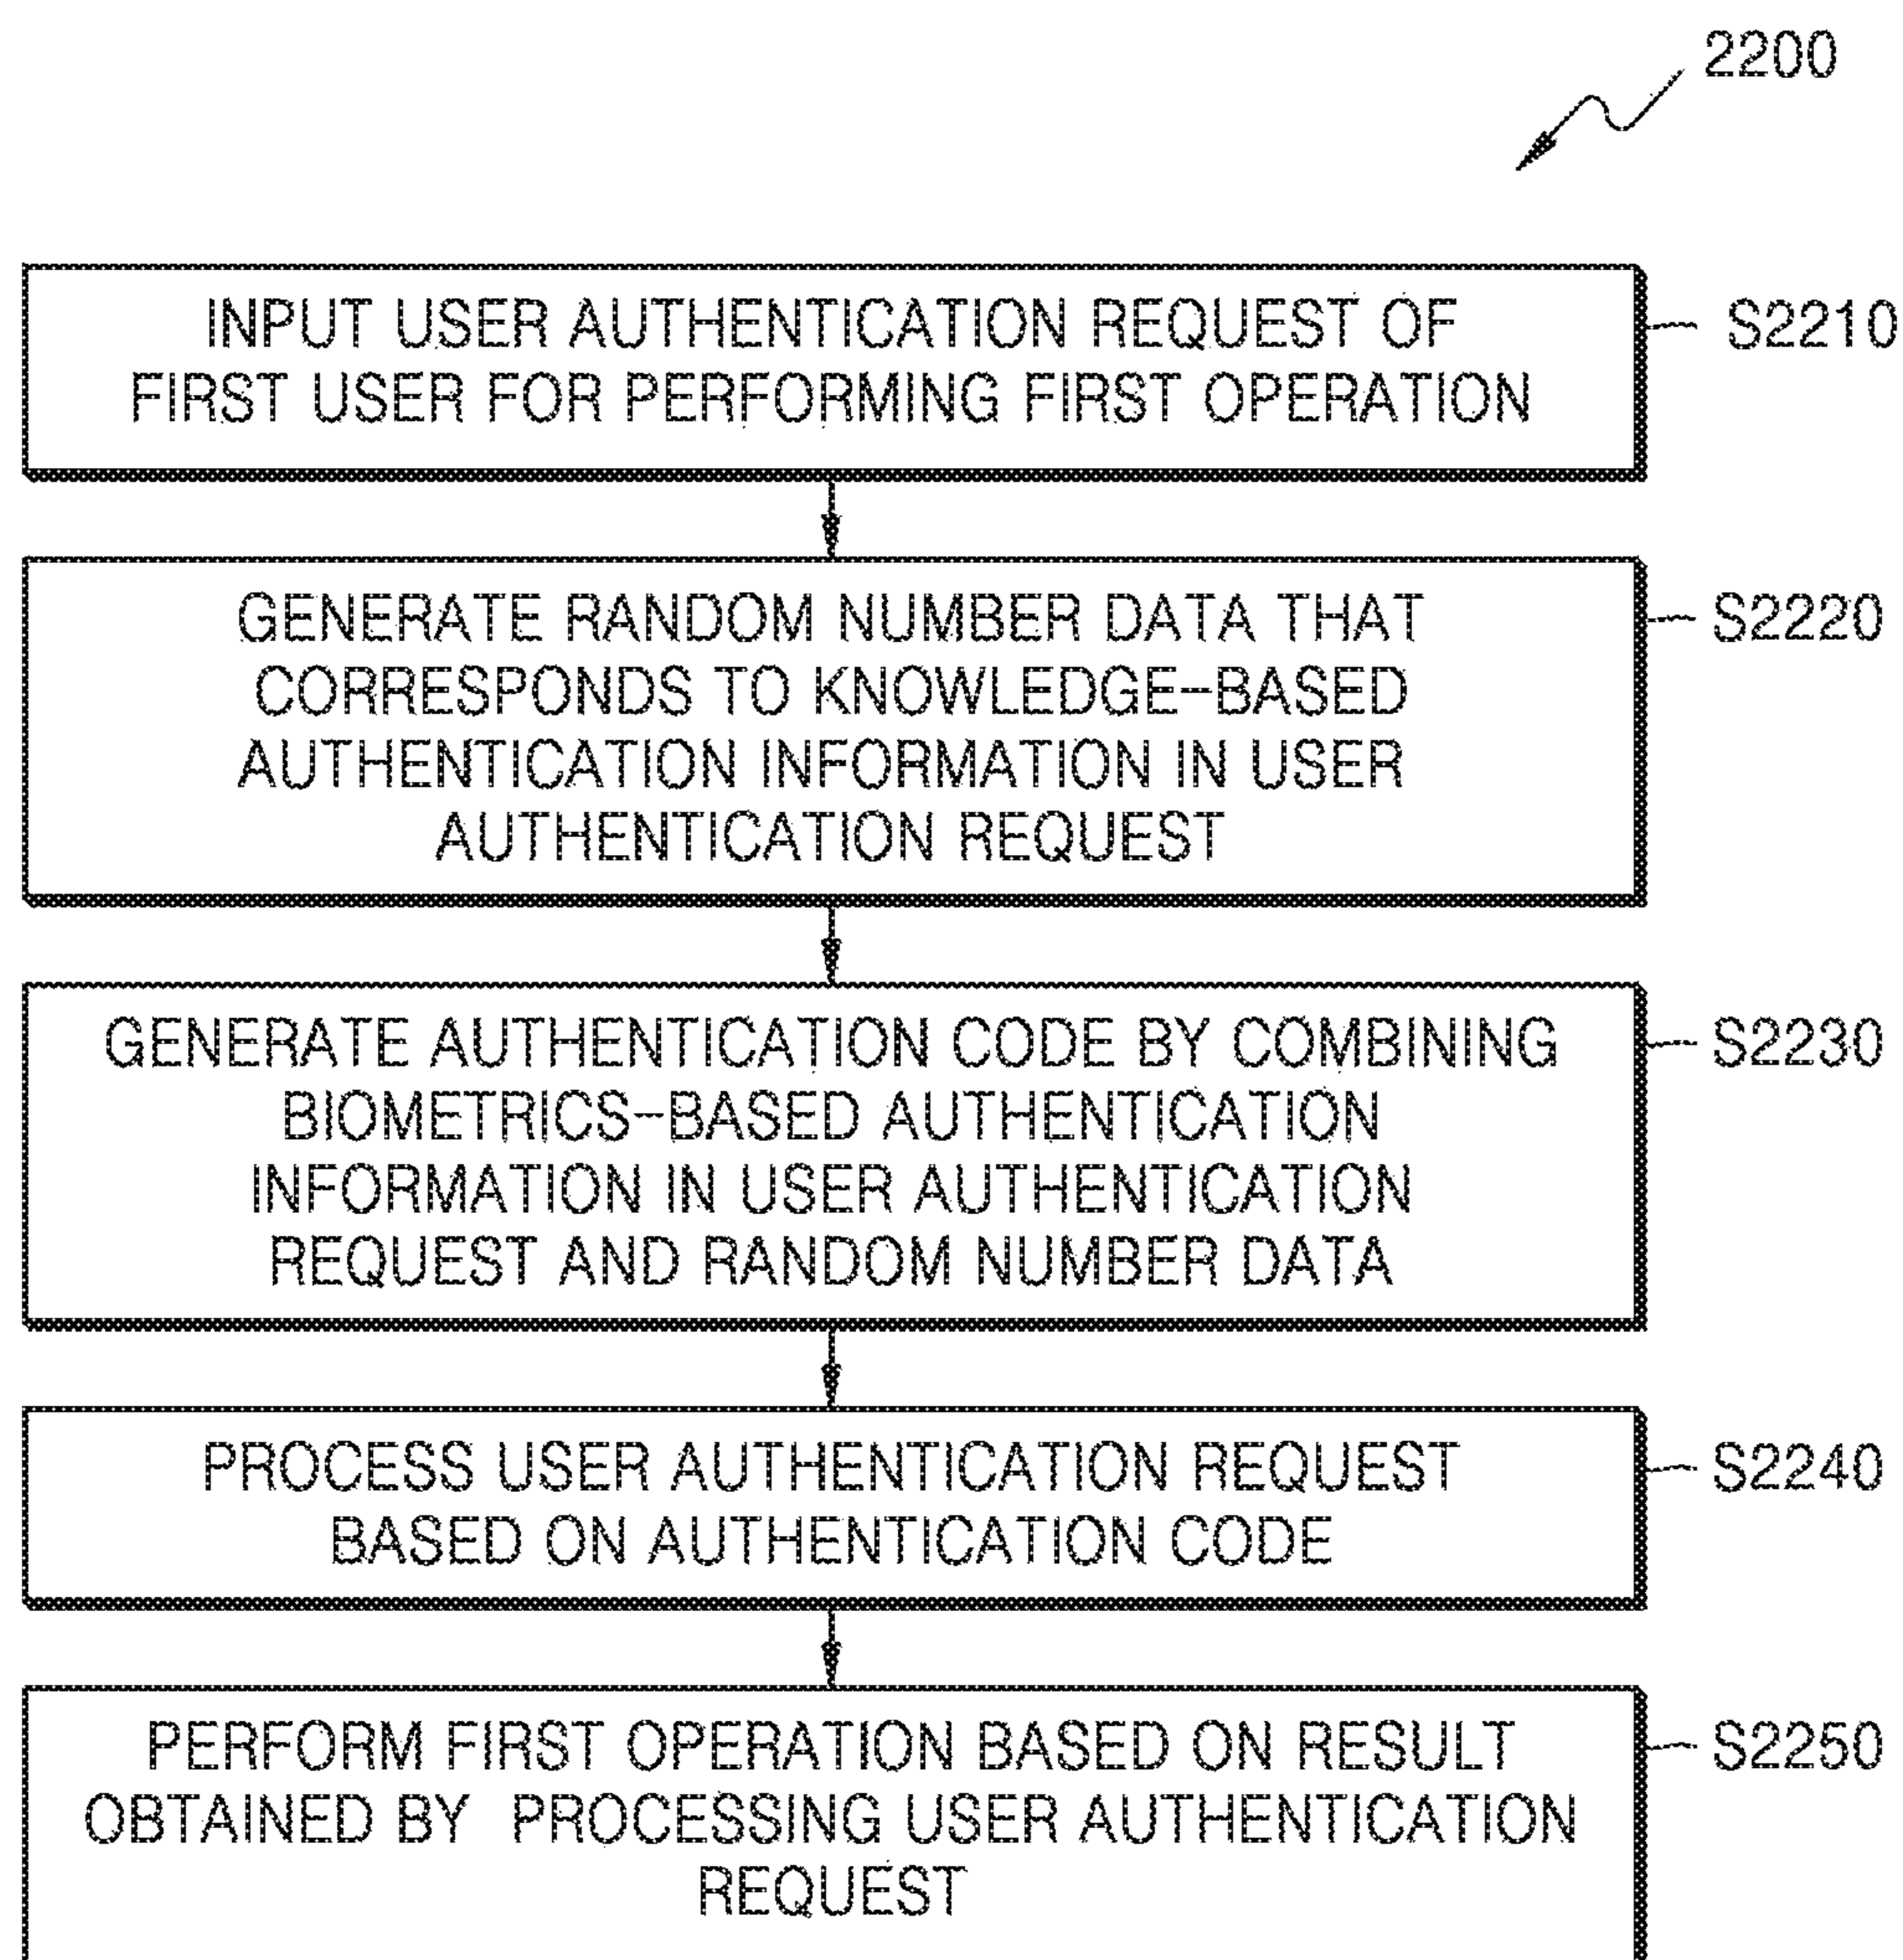 2200
INPUT USER AUTHENTICATION REQUEST OF
FIRST USER FOR PERFORMING FIRST OPERATION
S2210
GENERATE RANDOM NUMBER DATA THAT
CORRESPONDS TO KNOWLEDGE-BASED
AUTHENTICATION INFORMATION IN USER
AUTHENTICATION REQUEST
S2220
GENERATE AUTHENTICATION CODE BY COMBINING
BIOMETRICS-BASED AUTHENTICATION
INFORMATION IN USER AUTHENTICATION
REQUEST AND RANDOM NUMBER DATA
S2230
PROCESS USER AUTHENTICATION REQUEST
BASED ON AUTHENTICATION CODE
S2240
PERFORM FIRST OPERATION BASED ON RESULT
OBTAINED BY PROCESSING USER AUTHENTICATION
REQUEST
S2250